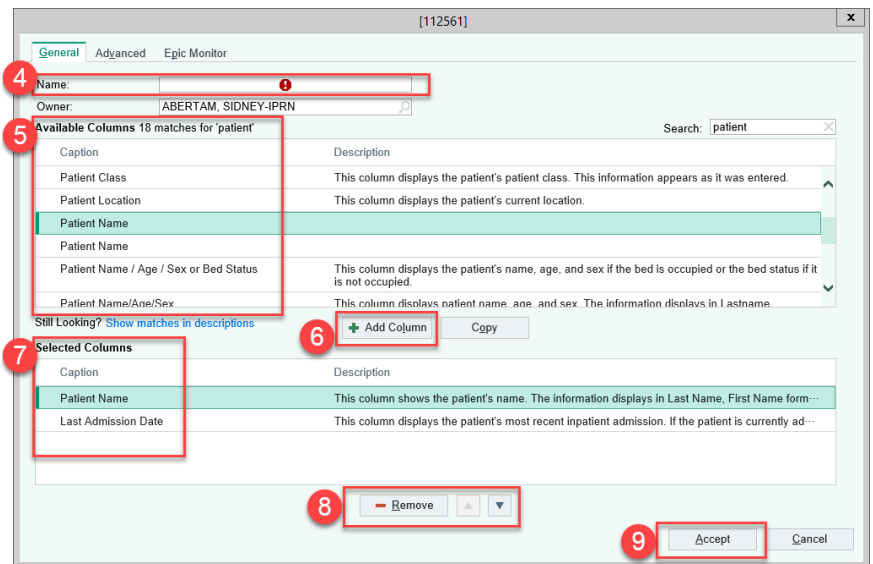 [112561]
x
General Advanced Epic Monitor
4
Name:
Owner: ABERTAM, SIDNEY-IPRN
5
Available Columns 18 matches for 'patient' Search: patient
Caption Description
Patient Class This column displays the patient's patient class. This information appears as it was entered.
Patient Location This column displays the patient's current location.
Patient Name
Patient Name
Patient Name / Age / Sex or Bed Status This column displays the patient's name, age, and sex if the bed is occupied or the bed status if it
is not occupied.
Patient Name/Age/Sex This column displays patient name, age, and sex. The information displays in Lastname
Still Looking? Show matches in descriptions
6
Add Column Copy
7
Selected Columns
Caption Description
Patient Name This column shows the patient's name. The information displays in Last Name, First Name form···
Last Admission Date This column displays the patient's most recent inpatient admission. If the patient is currently ad···
8
Remove
9
Accept Cancel